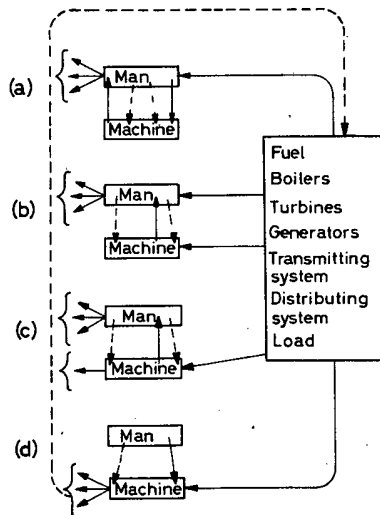 (a)
Man
Machine
(b)
Man
Machine
(c)
Man
Machine
(d)
Man
Machine
Fuel
Boilers
Turbines
Generators
Transmitting
system
Distributing
system
Load